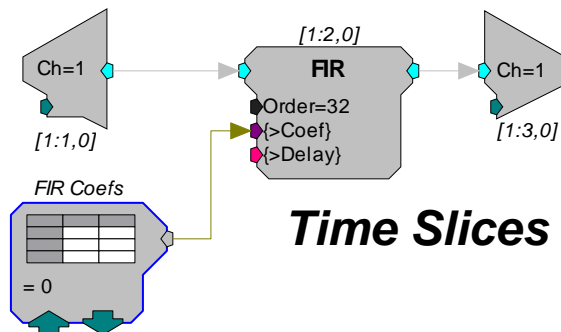 [1:2,0]
Ch=1
FIR
Ch=1
Order=32
{>Coef}
{>Delay}
[1:1,0]
[1:3,0]
FIR Coefs
Time Slices
= 0